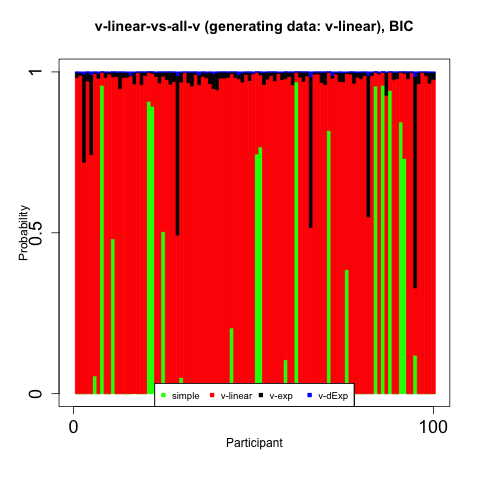 v-linear-vs-all-v (generating data: v-linear), BIC
1
0.5
0
Probability
simple v-linear v-exp v-dExp
0 100
Participant